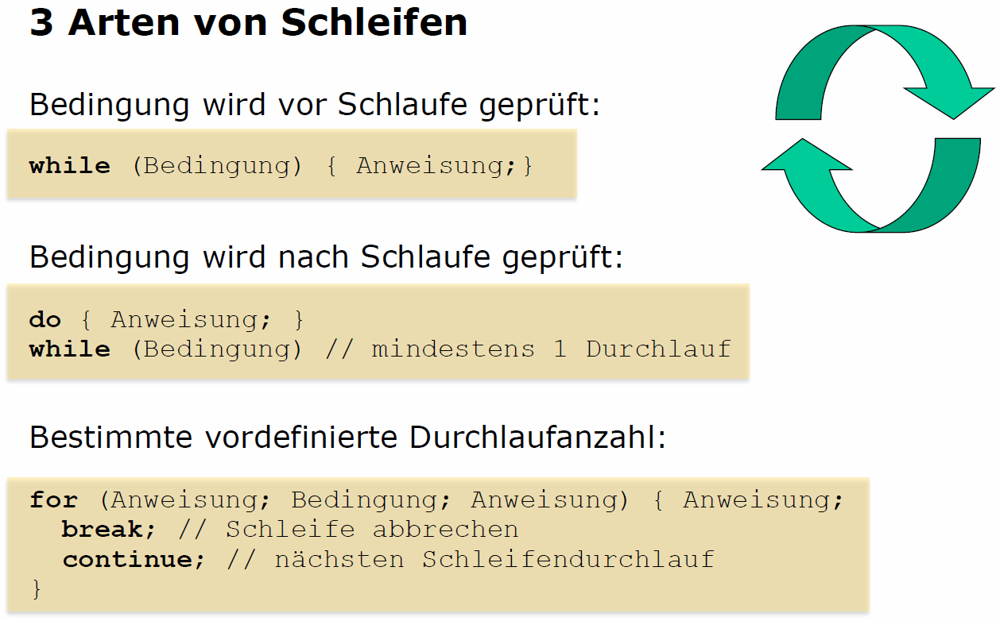 3 Arten von Schleifen
Bedingung wird vor Schlaufe geprüft:
while (Bedingung) { Anweisung;}
Bedingung wird nach Schlaufe geprüft:
do { Anweisung; }
while (Bedingung) // mindestens 1 Durchlauf
Bestimmte vordefinierte Durchlaufanzahl:
for (Anweisung; Bedingung; Anweisung) { Anweisung;
break; // Schleife abbrechen
continue; // nächsten Schleifendurchlauf
}